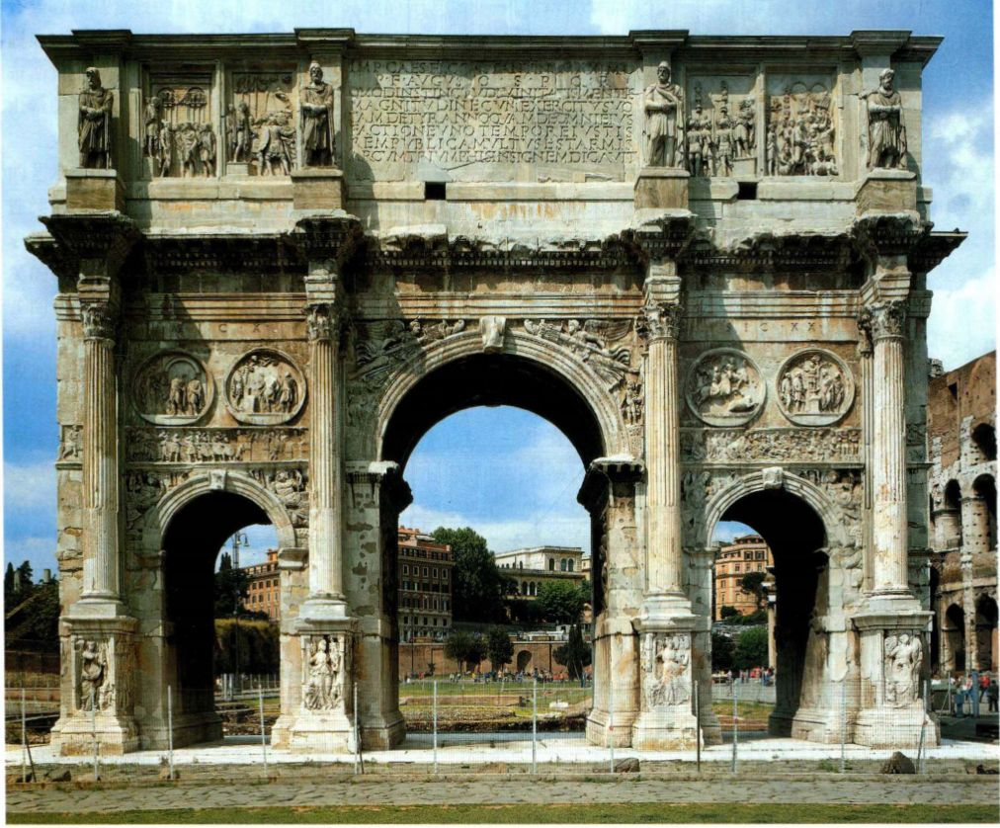 IMP · CAES · FL · CONSTANTINO · MAXIMO
P · F · AVGVSTO · S · P · Q · R
QVOD INSTINCTV DIVINITATIS MENTIS
MAGNITVDINE CVM EXERCITV SVO
TAM DE TYRANNO QVAM DE OMNI EIVS
FACTIONE VNO TEMPORE IVSTIS
REMPVBLICAM VLTVS EST ARMIS
ARCVM TRIVMPHIS INSIGNEM DICAVIT
SIC XX